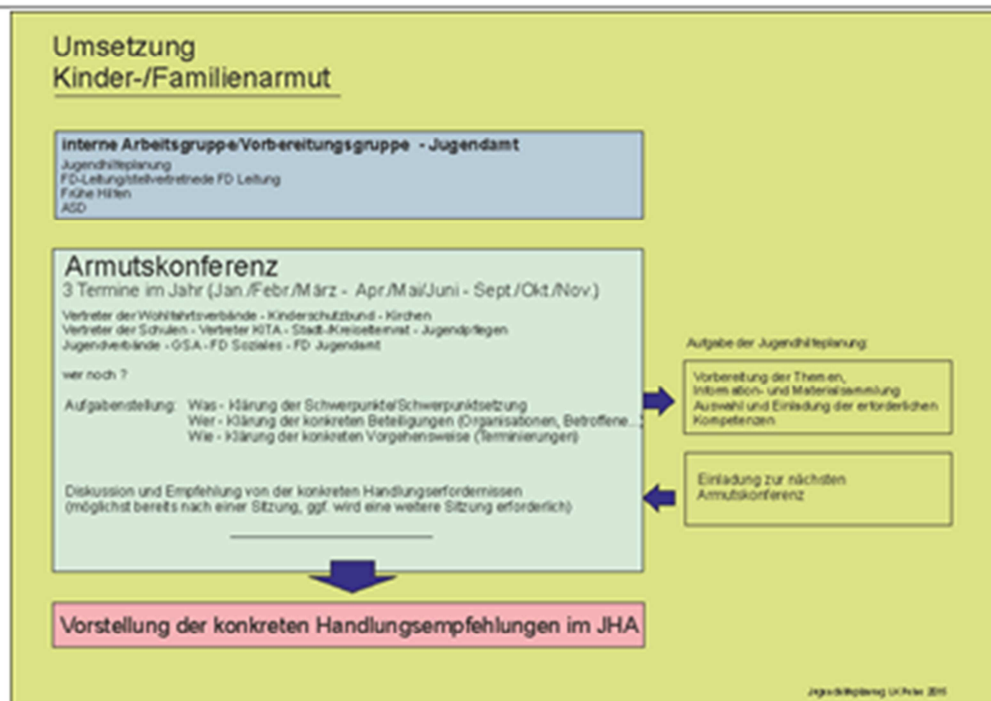 Umsetzung
Kinder-/Familienarmut
interne Arbeitsgruppe/Vorbereitungsgruppe - Jugendamt
Jugendhilfeplanung
FD-Leitung/stellvertretnede FD Leitung
Frühe Hilfen
ASD
Armutskonferenz
3 Termine im Jahr (Jan./Febr./März - Apr./Mai/Juni - Sept./Okt./Nov.)
Vertreter der Wohlfahrtsverbände - Kinderschutzbund - Kirchen
Vertreter der Schulen - Vertreter KITA - Stadt-/Kreiselternrat - Jugendpflegen
Jugendverbände - GSA - FD Soziales - FD Jugendamt
wer noch ?
Aufgabenstellung: Was - Klärung der Schwerpunkte/Schwerpunktsetzung
Wer - Klärung der konkreten Beteiligungen (Organisationen, Betroffene...)
Wie - Klärung der konkreten Vorgehensweise (Terminierungen)
Diskussion und Empfehlung von der konkreten Handlungserfordernissen
(möglichst bereits nach einer Sitzung, ggf. wird eine weitere Sitzung erforderlich)
Aufgabe der Jugendhilfeplanung:
Vorbereitung der Themen,
Information- und Materialsammlung
Auswahl und Einladung der erforderlichen
Kompetenzen
Einladung zur nächsten
Armutskonferenz
Vorstellung der konkreten Handlungsempfehlungen im JHA
Jugendhilfeplanung LK Peine